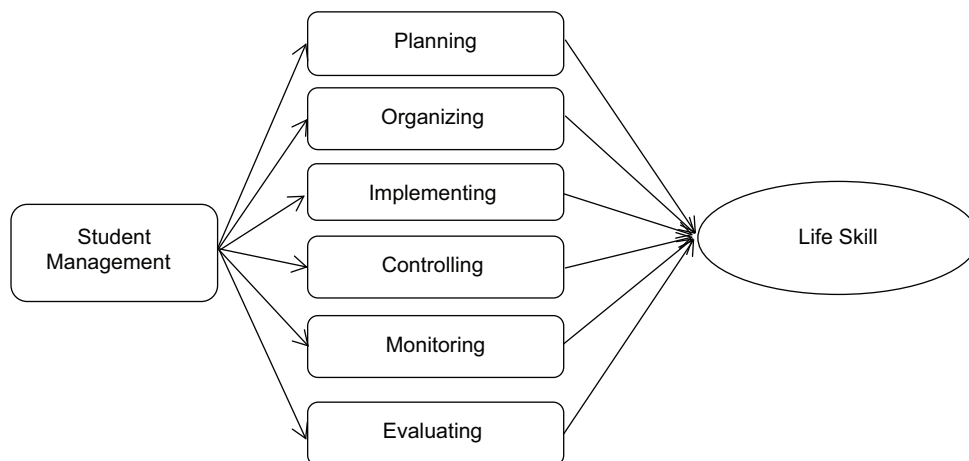 Planning
Organizing
Implementing
Student
Management
Controlling
Monitoring
Evaluating
Life Skill